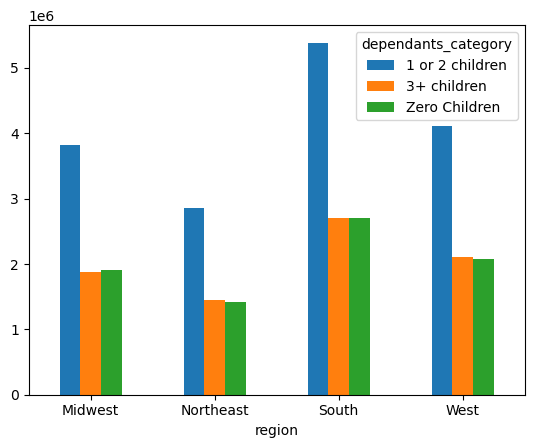 1e6
dependants_category
1 or 2 children
3+ children
Zero Children
5
4
3
2
1
0
Midwest Northeast South West
region